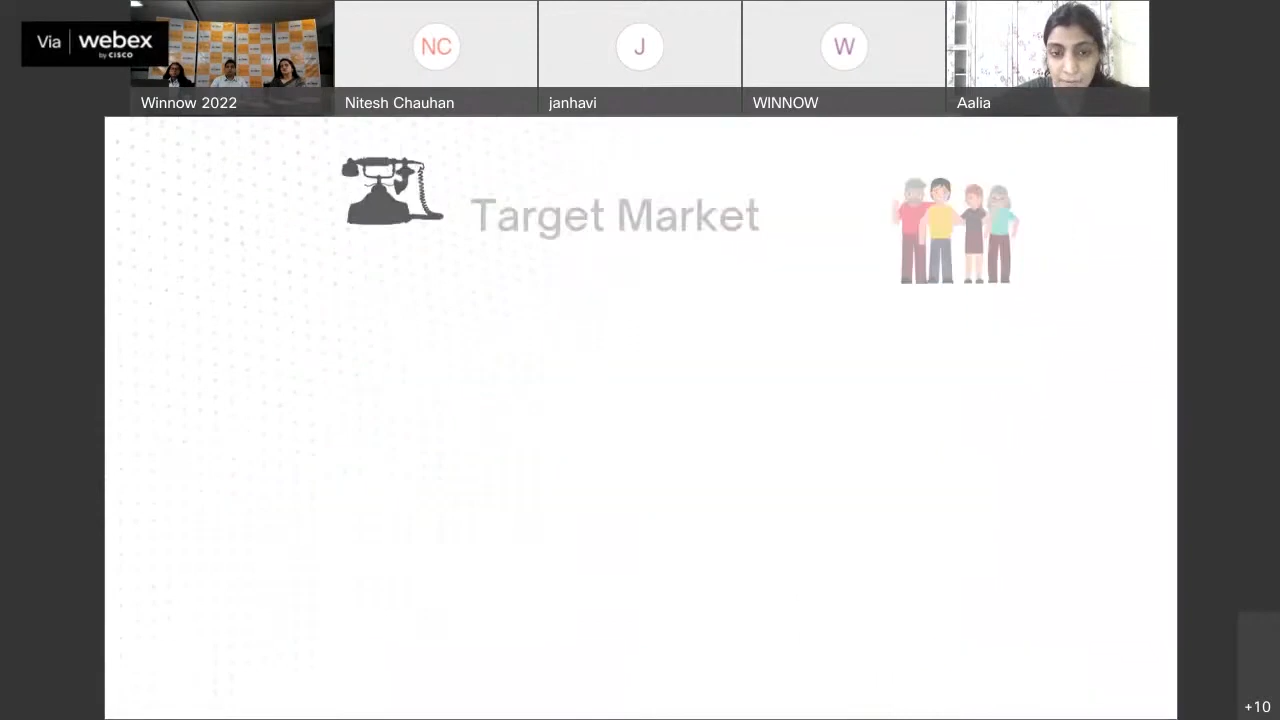 Via webex
by CISCO
NC
J
W
Winnow 2022
Nitesh Chauhan
janhavi
WINNOW
Aalia
Target Market
+10